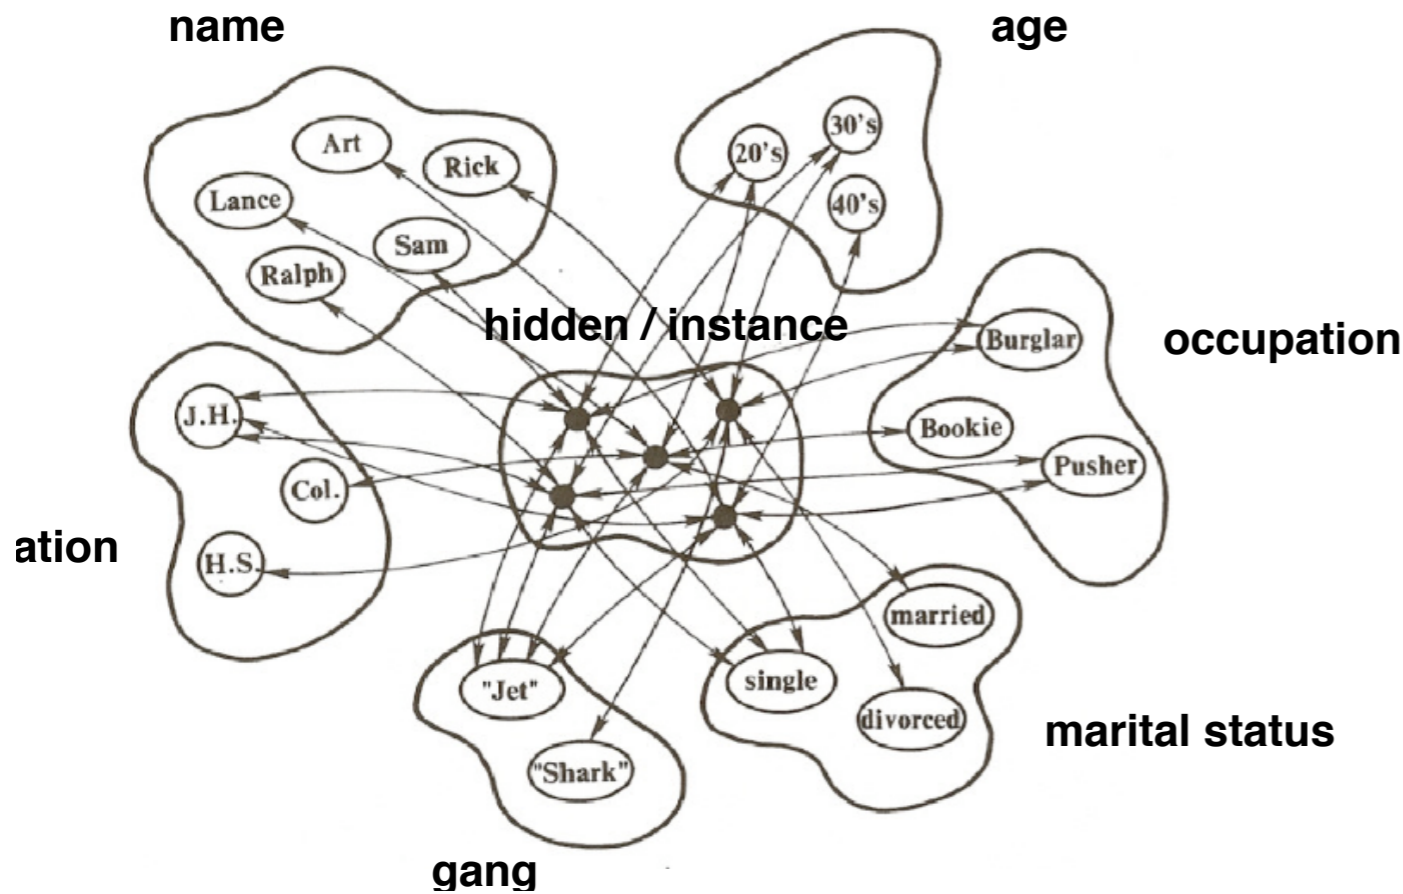 name
age
Art
Rick
Lance
Sam
Ralph
20's
30's
40's
hidden / instance
Burglar
occupation
Bookie
Pusher
J.H.
Col.
H.S.
ation
married
single
divorced
marital status
"Jet"
"Shark"
gang